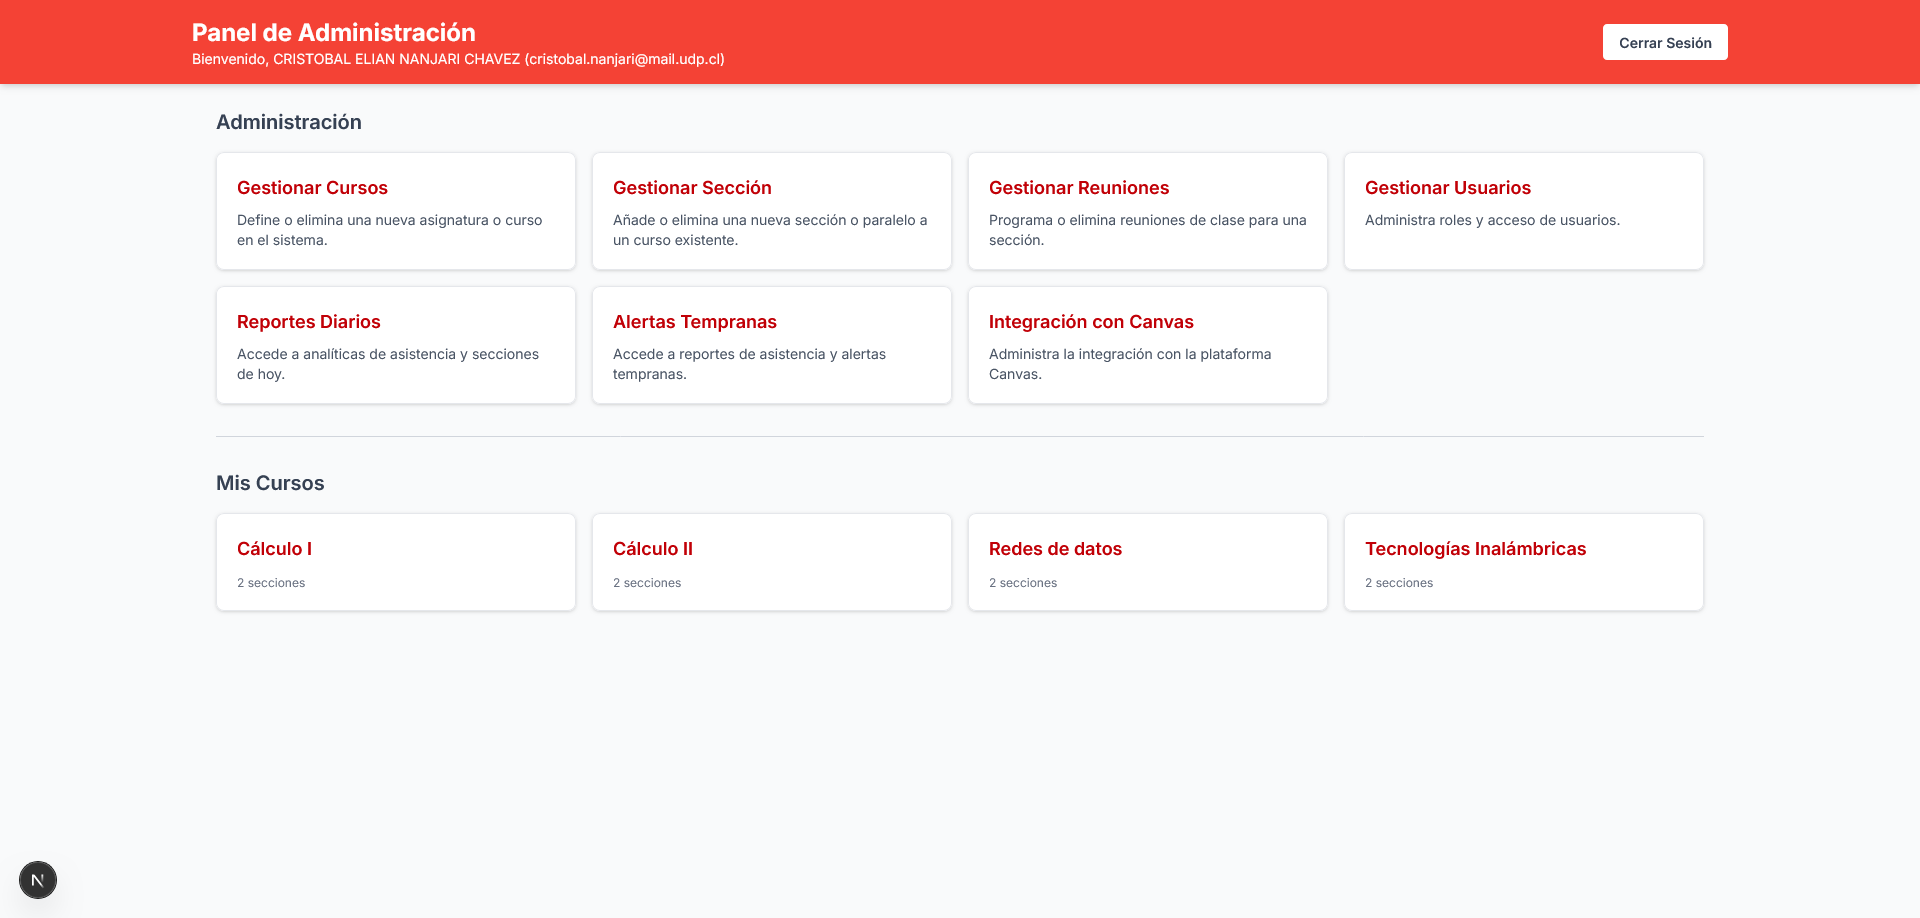 Panel de Administración
Bienvenido, CRISTOBAL ELIAN NANJARI CHAVEZ (cristobal.nanjari@mail.udp.cl)
Cerrar Sesión
Administración
Gestionar Cursos
Define o elimina una nueva asignatura o curso
en el sistema.
Gestionar Sección
Añade o elimina una nueva sección o paralelo a
un curso existente.
Gestionar Reuniones
Programa o elimina reuniones de clase para una
sección.
Gestionar Usuarios
Administra roles y acceso de usuarios.
Reportes Diarios
Accede a analíticas de asistencia y secciones
de hoy.
Alertas Tempranas
Accede a reportes de asistencia y alertas
tempranas.
Integración con Canvas
Administra la integración con la plataforma
Canvas.
Mis Cursos
Cálculo I
2 secciones
Cálculo II
2 secciones
Redes de datos
2 secciones
Tecnologías Inalámbricas
2 secciones
N